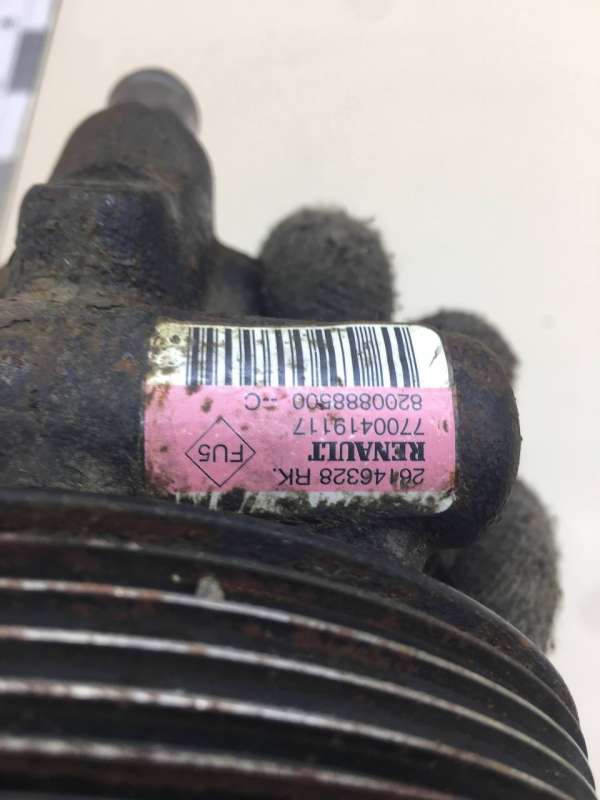 26146328 RK.
RENAULT
7700419117
8200888500 --C
FU5